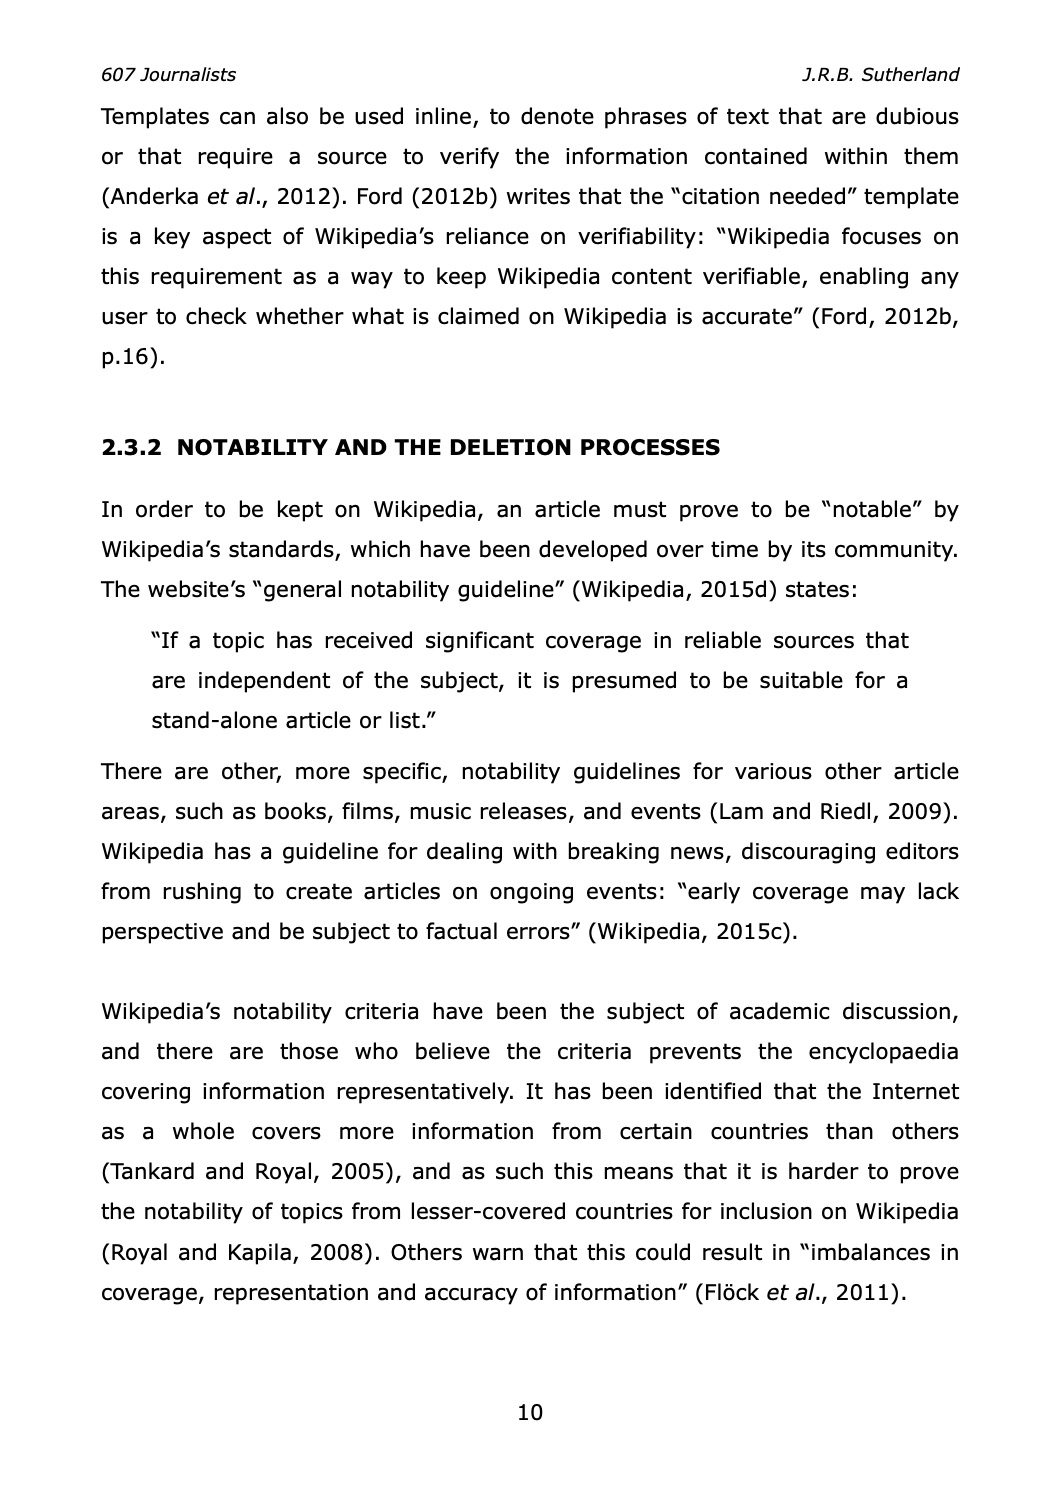 607 Journalists J.R.B. Sutherland
Templates can also be used inline, to denote phrases of text that are dubious
or that require a source to verify the information contained within them
(Anderka et al., 2012). Ford (2012b) writes that the “citation needed” template
is a key aspect of Wikipedia’s reliance on verifiability: “Wikipedia focuses on
this requirement as a way to keep Wikipedia content verifiable, enabling any
user to check whether what is claimed on Wikipedia is accurate” (Ford, 2012b,
p.16).
2.3.2 NOTABILITY AND THE DELETION PROCESSES
In order to be kept on Wikipedia, an article must prove to be “notable” by
Wikipedia’s standards, which have been developed over time by its community.
The website’s “general notability guideline” (Wikipedia, 2015d) states:
“If a topic has received significant coverage in reliable sources that
are independent of the subject, it is presumed to be suitable for a
stand-alone article or list.”
There are other, more specific, notability guidelines for various other article
areas, such as books, films, music releases, and events (Lam and Riedl, 2009).
Wikipedia has a guideline for dealing with breaking news, discouraging editors
from rushing to create articles on ongoing events: “early coverage may lack
perspective and be subject to factual errors” (Wikipedia, 2015c).
Wikipedia’s notability criteria have been the subject of academic discussion,
and there are those who believe the criteria prevents the encyclopaedia
covering information representatively. It has been identified that the Internet
as a whole covers more information from certain countries than others
(Tankard and Royal, 2005), and as such this means that it is harder to prove
the notability of topics from lesser-covered countries for inclusion on Wikipedia
(Royal and Kapila, 2008). Others warn that this could result in “imbalances in
coverage, representation and accuracy of information” (Flöck et al., 2011).
10